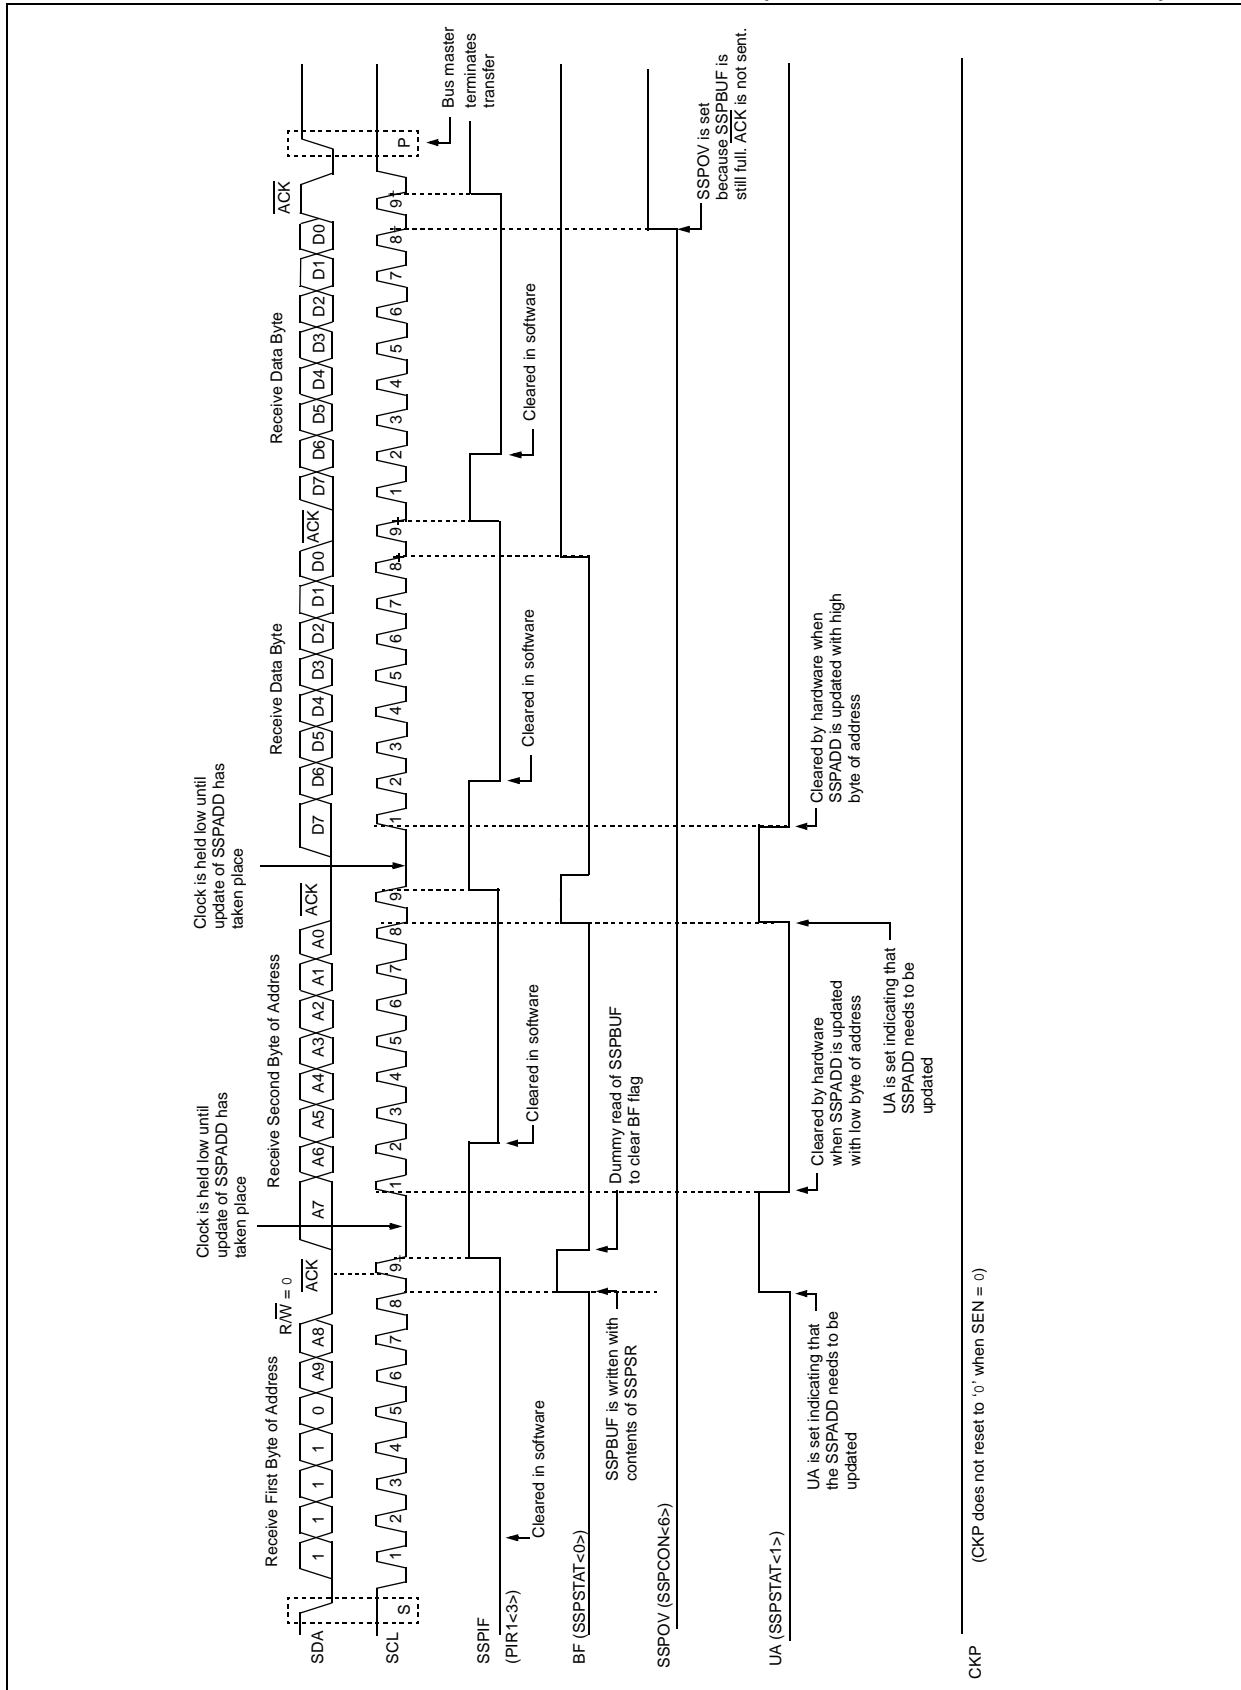 Receive First Byte of Address
R/W = 0
ACK
Receive Second Byte of Address
ACK
Receive Data Byte
ACK
Receive Data Byte
ACK
Clock is held low until
update of SSPADD has
taken place
Clock is held low until
update of SSPADD has
taken place
SDA
1
1
1
1
0
A9
A8
A7
A6
A5
A4
A3
A2
A1
A0
D7
D6
D5
D4
D3
D2
D1
D0
D7
D6
D5
D4
D3
D2
D1
D0
SCL
S
1
2
3
4
5
6
7
8
9
1
2
3
4
5
6
7
8
9
1
2
3
4
5
6
7
8
9
1
2
3
4
5
6
7
8
9
P
Bus master
terminates
transfer
SSPIF
(PIR1<3>)
Cleared in software
Cleared in software
Cleared in software
Cleared in software
BF (SSPSTAT<0>)
SSPBUF is written with
contents of SSPSR
Dummy read of SSPBUF
to clear BF flag
SSPOV (SSPCON<6>)
SSPOV is set
because SSPBUF is
still full. ACK is not sent.
UA (SSPSTAT<1>)
UA is set indicating that
the SSPADD needs to be
updated
Cleared by hardware
when SSPADD is updated
with low byte of address
UA is set indicating that
SSPADD needs to be
updated
Cleared by hardware when
SSPADD is updated with high
byte of address
CKP
(CKP does not reset to ‘0’ when SEN = 0)